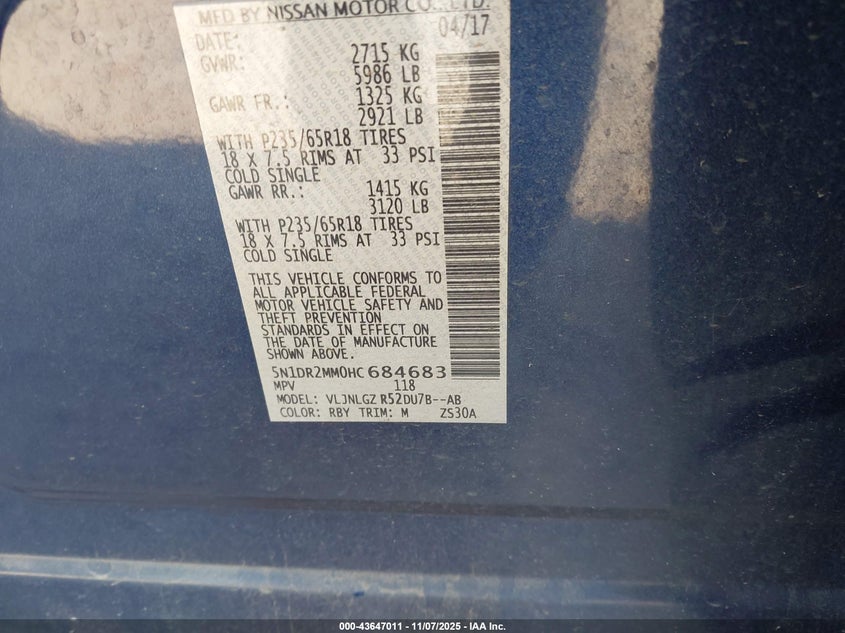 MFD BY NISSAN MOTOR CO., LTD.
DATE: 04/17
GVWR: 2715 KG
5986 LB
GAWR FR.: 1325 KG
2921 LB
WITH P235/65R18 TIRES
18 X 7.5 RIMS AT 33 PSI
COLD SINGLE
GAWR RR.: 1415 KG
3120 LB
WITH P235/65R18 TIRES
18 X 7.5 RIMS AT 33 PSI
COLD SINGLE
THIS VEHICLE CONFORMS TO
ALL APPLICABLE FEDERAL
MOTOR VEHICLE SAFETY AND
THEFT PREVENTION
STANDARDS IN EFFECT ON
THE DATE OF MANUFACTURE
SHOWN ABOVE.
5N1DR2MM0HC684683
MPV 118
MODEL: VLJNLGZ R52DU7B--AB
COLOR: RBY TRIM: M ZS30A
000-43647011 - 11/07/2025 - IAA Inc.